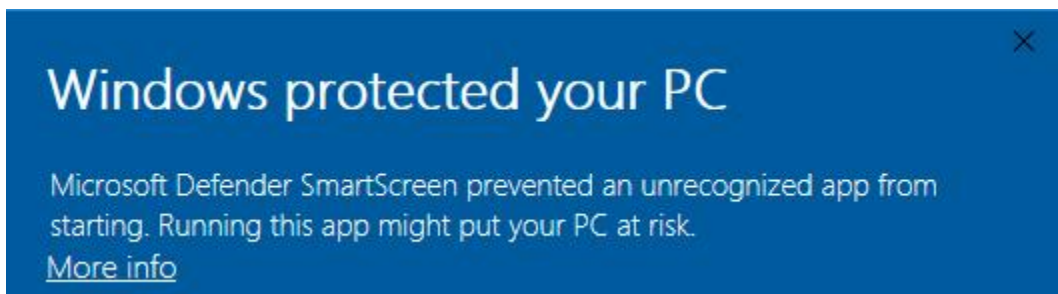 Windows protected your PC
Microsoft Defender SmartScreen prevented an unrecognized app from
starting. Running this app might put your PC at risk.
More info